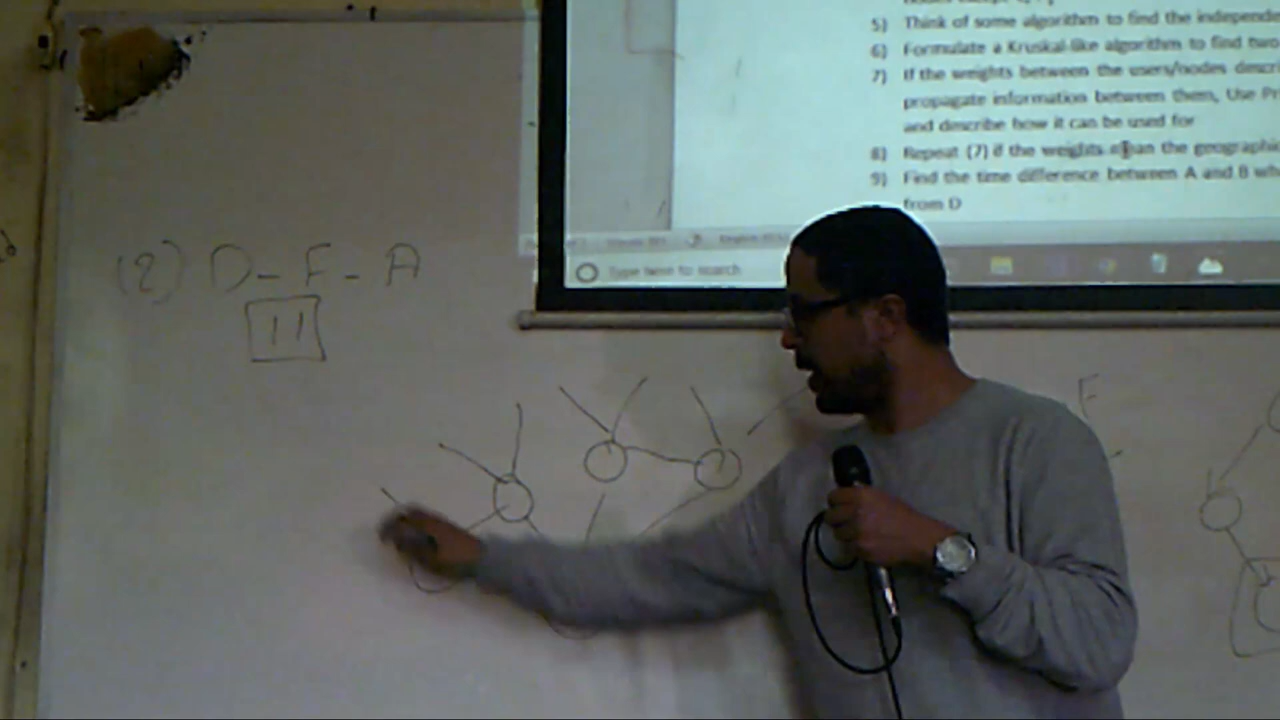 5) Think of some algorithm to find the independe
6) Formulate a Kruskal-like algorithm to find two
7) If the weights between the users/nodes descri
propagate information between them, Use Pr
and describe how it can be used for
8) Repeat (7) if the weights mean the geographi
9) Find the time difference between A and B wh
from D
Type here to search
(2) D - F - A
11
F